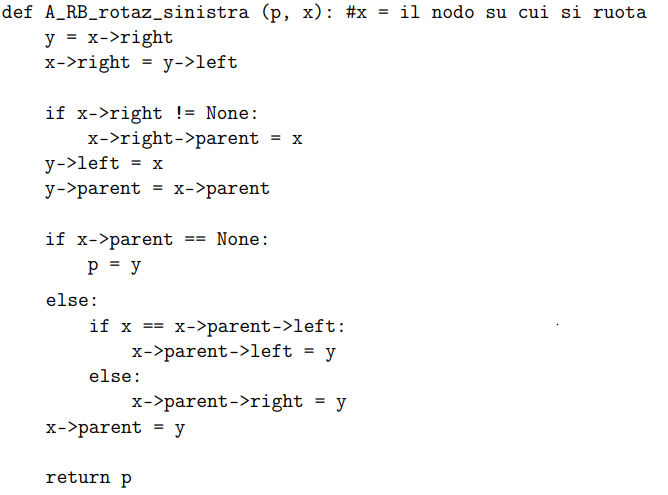 def A_RB_rotaz_sinistra (p, x): #x = il nodo su cui si ruota
    y = x->right
    x->right = y->left

    if x->right != None:
        x->right->parent = x
    y->left = x
    y->parent = x->parent

    if x->parent == None:
        p = y
    else:
        if x == x->parent->left:
            x->parent->left = y
        else:
            x->parent->right = y
    x->parent = y

    return p